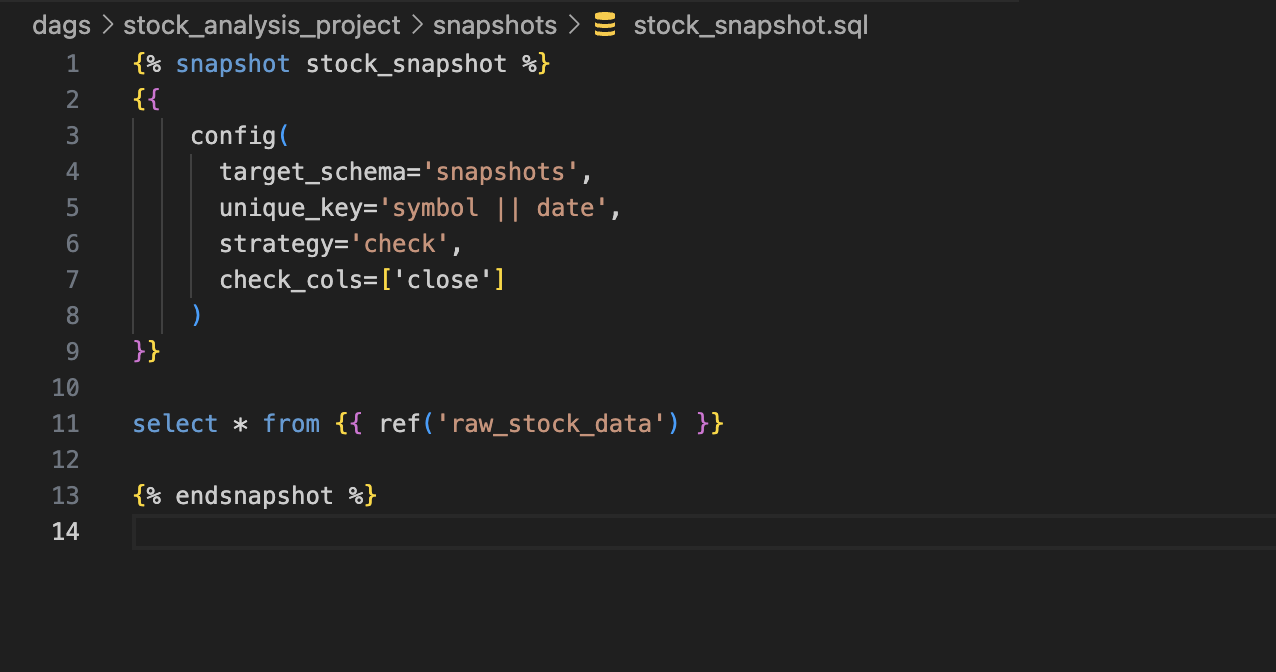 dags > stock_analysis_project > snapshots > stock_snapshot.sql
1 {% snapshot stock_snapshot %}
2 {{
3     config(
4       target_schema='snapshots',
5       unique_key='symbol || date',
6       strategy='check',
7       check_cols=['close']
8     )
9 }}
10
11 select * from {{ ref('raw_stock_data') }}
12
13 {% endsnapshot %}
14